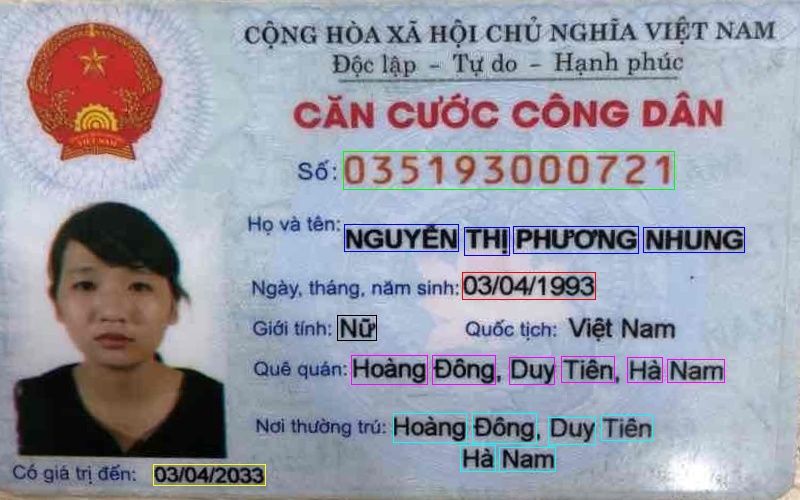 CỘNG HÒA XÃ HỘI CHỦ NGHĨA VIỆT NAM
Độc lập - Tự do - Hạnh phúc
CĂN CƯỚC CÔNG DÂN
Số: 035193000721
Họ và tên: NGUYỄN THỊ PHƯƠNG NHUNG
Ngày, tháng, năm sinh: 03/04/1993
Giới tính: Nữ Quốc tịch: Việt Nam
Quê quán: Hoàng Đông, Duy Tiên, Hà Nam
Nơi thường trú: Hoàng Đông, Duy Tiên
Hà Nam
Có giá trị đến: 03/04/2033
VIỆT NAM